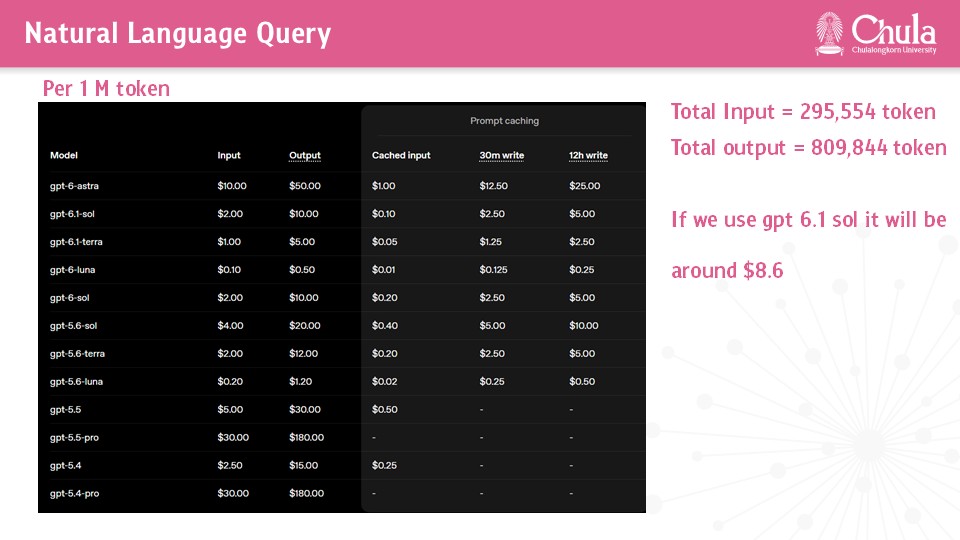 Natural Language Query
Chula
Chulalongkorn University
Per 1 M token
Prompt caching
Model Input Output Cached input 30m write 12h write
gpt-6-astra $10.00 $50.00 $1.00 $12.50 $25.00
gpt-6.1-sol $2.00 $10.00 $0.10 $2.50 $5.00
gpt-6.1-terra $1.00 $5.00 $0.05 $1.25 $2.50
gpt-6-luna $0.10 $0.50 $0.01 $0.125 $0.25
gpt-6-sol $2.00 $10.00 $0.20 $2.50 $5.00
gpt-5.6-sol $4.00 $20.00 $0.40 $5.00 $10.00
gpt-5.6-terra $2.00 $12.00 $0.20 $2.50 $5.00
gpt-5.6-luna $0.20 $1.20 $0.02 $0.25 $0.50
gpt-5.5 $5.00 $30.00 $0.50 - -
gpt-5.5-pro $30.00 $180.00 - - -
gpt-5.4 $2.50 $15.00 $0.25 - -
gpt-5.4-pro $30.00 $180.00 - - -
Total Input = 295,554 token
Total output = 809,844 token
If we use gpt 6.1 sol it will be
around $8.6